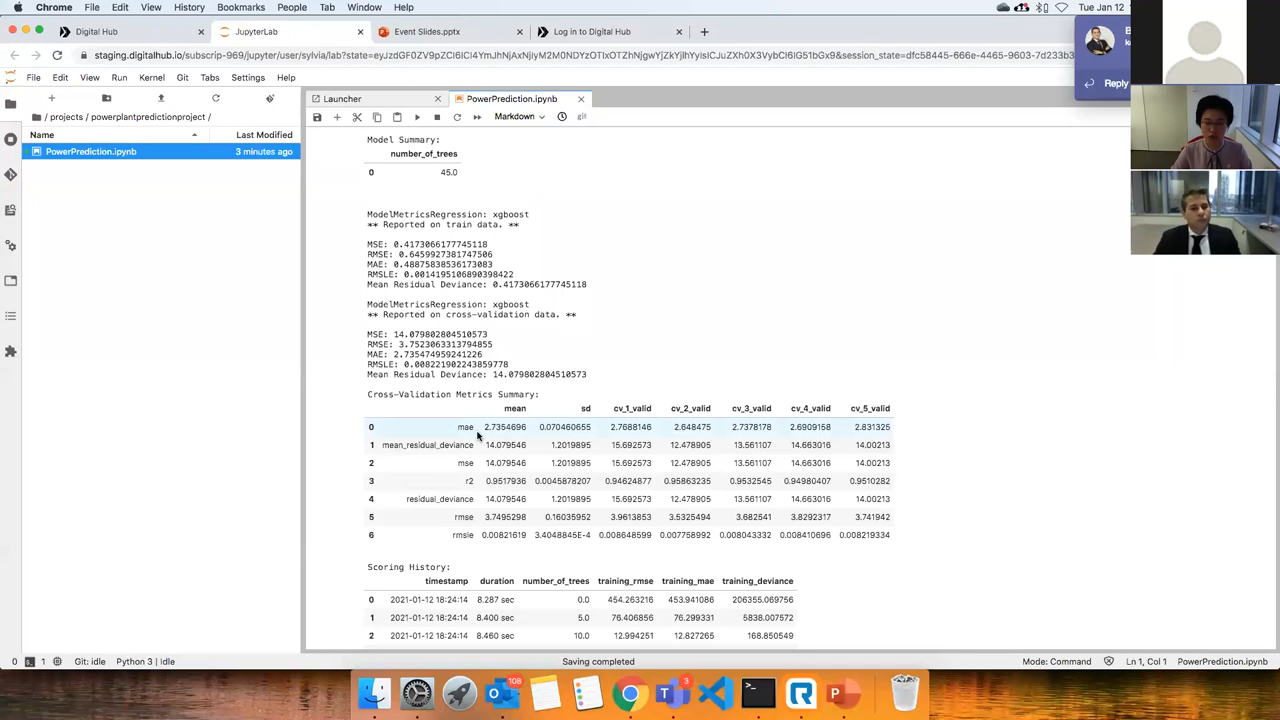 Chrome File Edit View History Bookmarks People Tab Window Help Tue Jan 12
Digital Hub JupyterLab Event Slides.pptx Log in to Digital Hub
Reply
File Edit View Run Kernel Git Tabs Settings Help
Launcher PowerPrediction.ipynb
/ projects / powerplantpredictionproject /
Markdown git
Name Last Modified
PowerPrediction.ipynb 3 minutes ago
Model Summary:
number_of_trees
0 45.0
ModelMetricsRegression: xgboost
** Reported on train data. **
MSE: 0.4173066177745118
RMSE: 0.6459927381747506
MAE: 0.48875838536173083
RMSLE: 0.0014195106890398422
Mean Residual Deviance: 0.4173066177745118
ModelMetricsRegression: xgboost
** Reported on cross-validation data. **
MSE: 14.079802804510573
RMSE: 3.7523063313794855
MAE: 2.735474959241226
RMSLE: 0.008221902243859778
Mean Residual Deviance: 14.079802804510573
Cross-Validation Metrics Summary:
mean sd cv_1_valid cv_2_valid cv_3_valid cv_4_valid cv_5_valid
0 mae 2.7354696 0.070460655 2.7688146 2.648475 2.7378178 2.6909158 2.831325
1 mean_residual_deviance 14.079546 1.2019895 15.692573 12.478905 13.561107 14.663016 14.00213
2 mse 14.079546 1.2019895 15.692573 12.478905 13.561107 14.663016 14.00213
3 r2 0.9517936 0.0045878207 0.94624877 0.95863235 0.9532545 0.94980407 0.9510282
4 residual_deviance 14.079546 1.2019895 15.692573 12.478905 13.561107 14.663016 14.00213
5 rmse 3.7495298 0.16035952 3.9613853 3.5325494 3.682541 3.8292317 3.741942
6 rmsle 0.00821619 3.4048845E-4 0.008648599 0.007758992 0.008043332 0.008410696 0.008219334
Scoring History:
timestamp duration number_of_trees training_rmse training_mae training_deviance
0 2021-01-12 18:24:14 8.287 sec 0.0 454.263216 453.941086 206355.069756
1 2021-01-12 18:24:14 8.400 sec 5.0 76.406856 76.299331 5838.007572
2 2021-01-12 18:24:14 8.460 sec 10.0 12.994251 12.827265 168.850549
0 1 Git: idle Python 3 | Idle Saving completed Mode: Command Ln 1, Col 1 PowerPrediction.ipynb
108
3